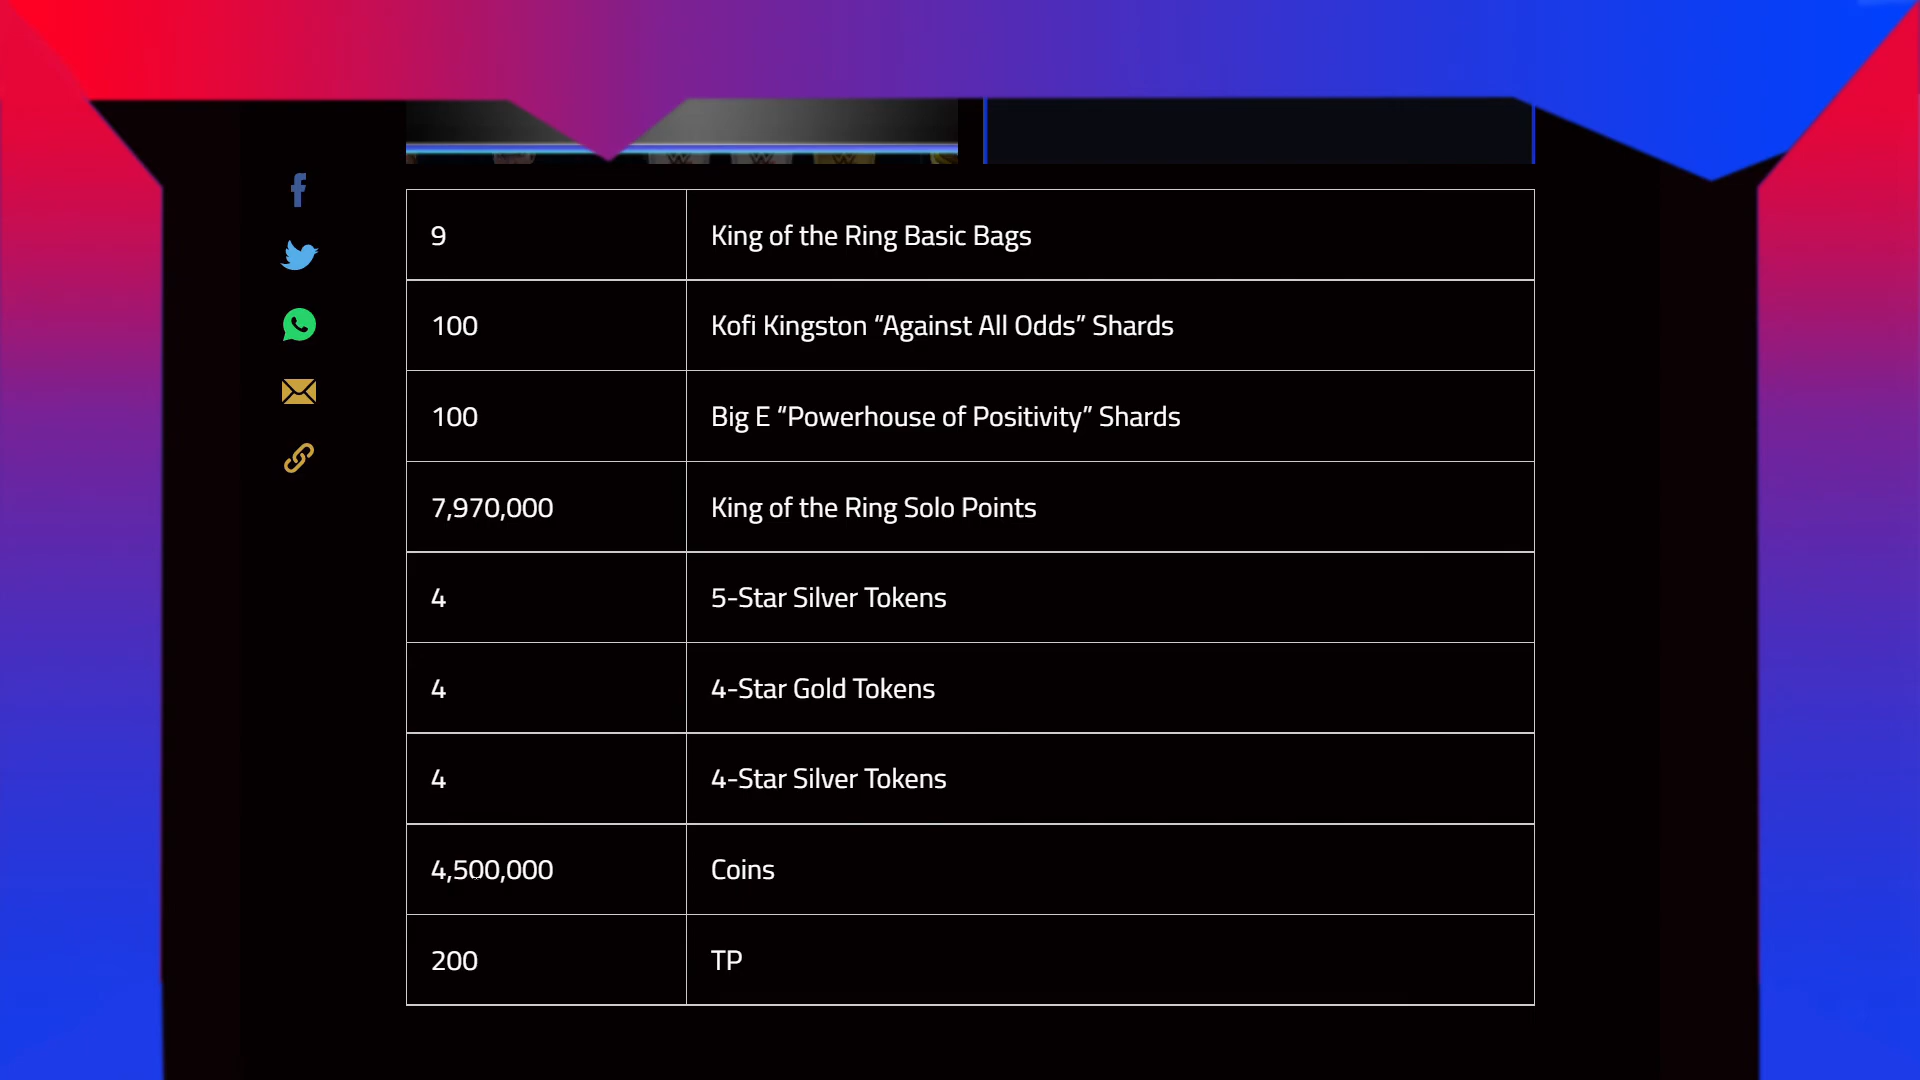 9 King of the Ring Basic Bags
100 Kofi Kingston “Against All Odds” Shards
100 Big E “Powerhouse of Positivity” Shards
7,970,000 King of the Ring Solo Points
4 5-Star Silver Tokens
4 4-Star Gold Tokens
4 4-Star Silver Tokens
4,500,000 Coins
200 TP